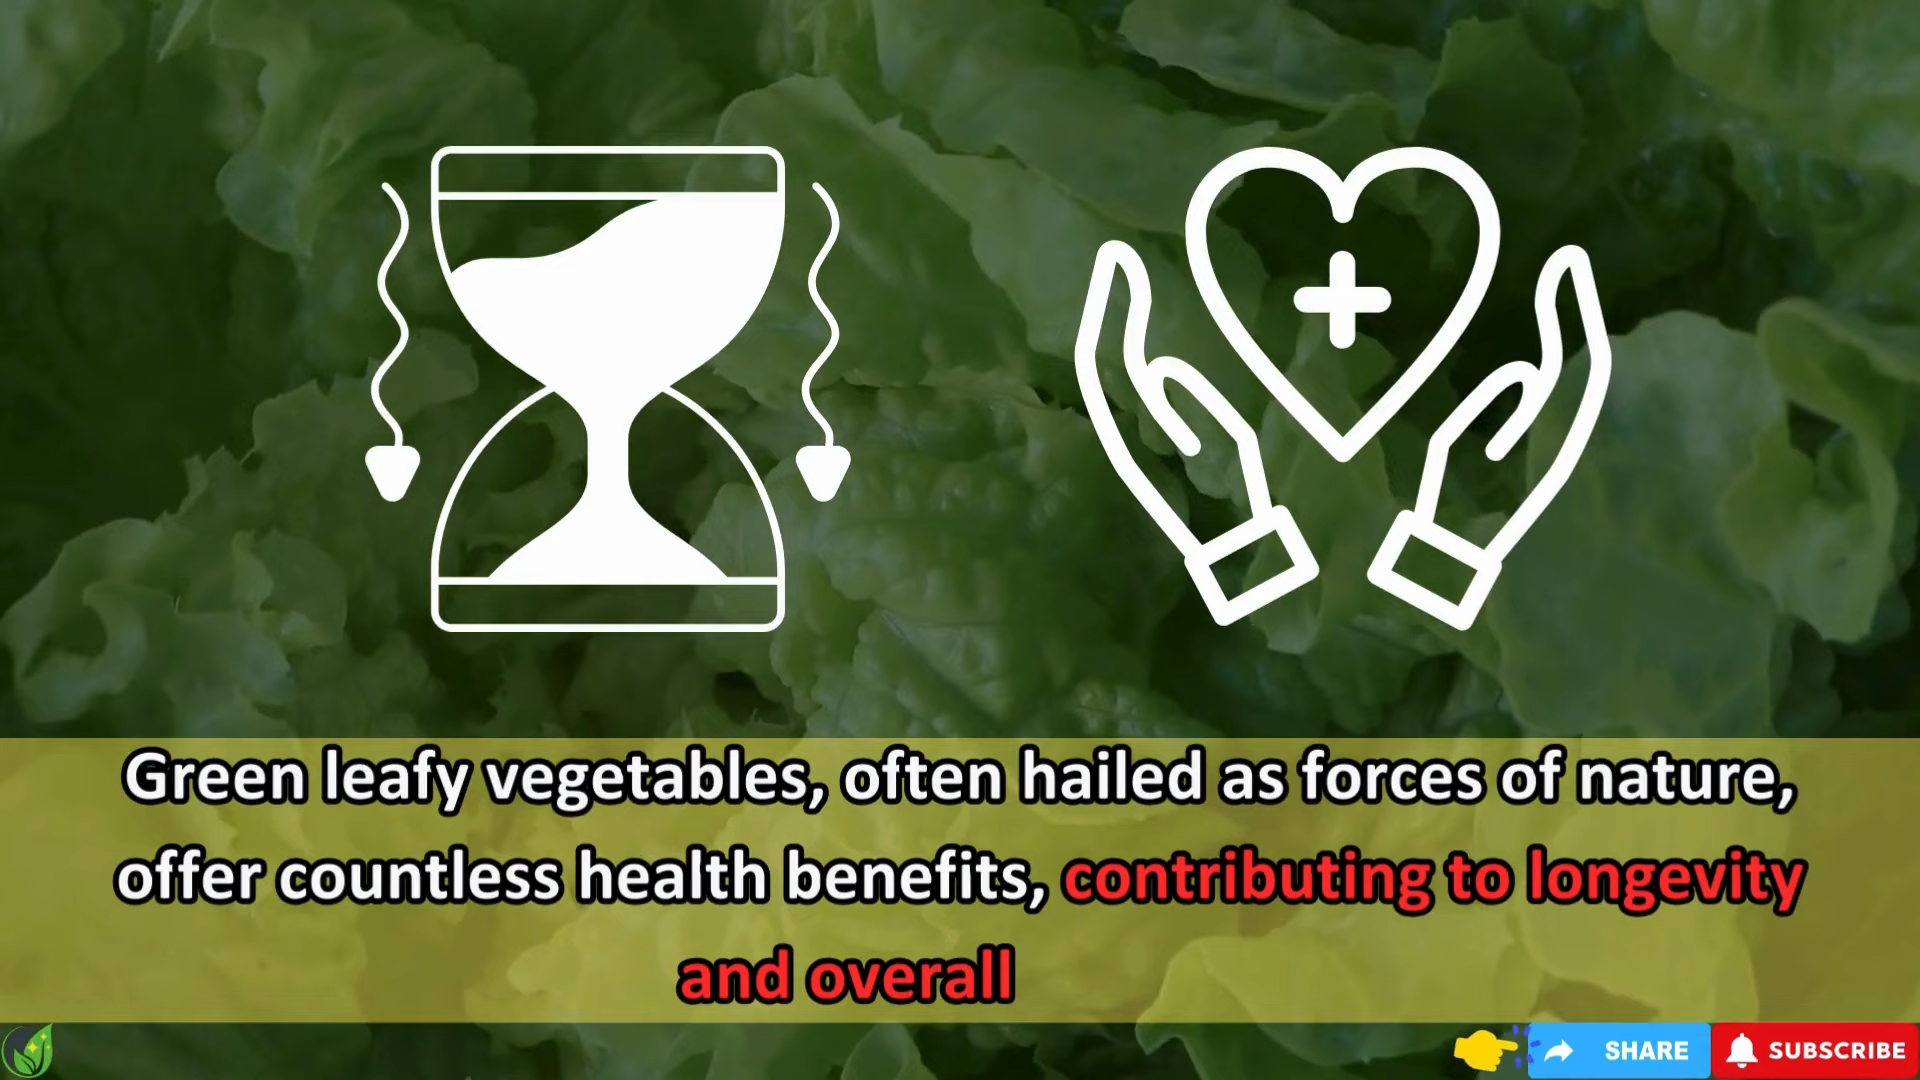 Green leafy vegetables, often hailed as forces of nature,
offer countless health benefits, contributing to longevity
and overall
SHARE
SUBSCRIBE